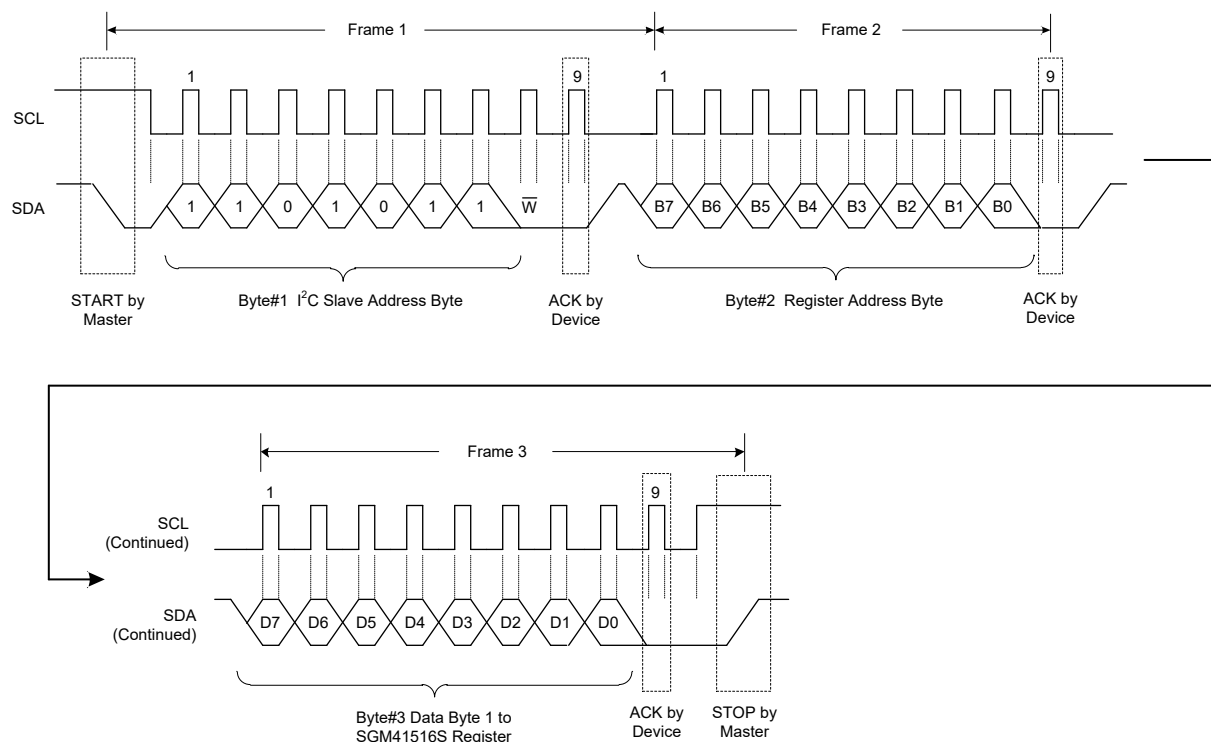 Frame 1
Frame 2
1
9
1
9
SCL
SDA
1 1 0 1 0 1 1 W̅ B7 B6 B5 B4 B3 B2 B1 B0
START by
Master
Byte#1 I²C Slave Address Byte
ACK by
Device
Byte#2 Register Address Byte
ACK by
Device
Frame 3
1
9
SCL
(Continued)
SDA
(Continued)
D7 D6 D5 D4 D3 D2 D1 D0
Byte#3 Data Byte 1 to
SGM41516S Register
ACK by
Device
STOP by
Master